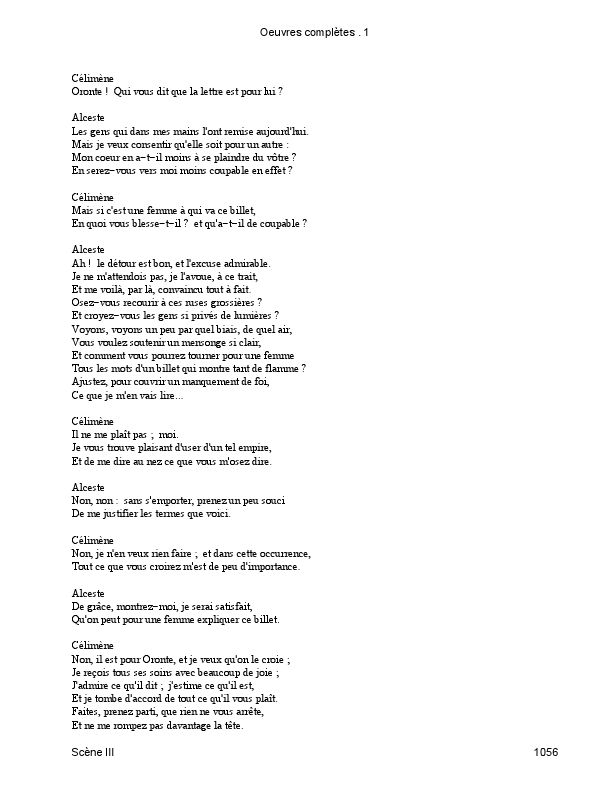 Oeuvres complètes . 1
Célimène
Oronte !  Qui vous dit que la lettre est pour lui ?
Alceste
Les gens qui dans mes mains l'ont remise aujourd'hui.
Mais je veux consentir qu'elle soit pour un autre :
Mon coeur en a−t−il moins à se plaindre du vôtre ?
En serez−vous vers moi moins coupable en effet ?
Célimène
Mais si c'est une femme à qui va ce billet,
En quoi vous blesse−t−il ?  et qu'a−t−il de coupable ?
Alceste
Ah !  le détour est bon, et l'excuse admirable.
Je ne m'attendois pas, je l'avoue, à ce trait,
Et me voilà, par là, convaincu tout à fait.
Osez−vous recourir à ces ruses grossières ?
Et croyez−vous les gens si privés de lumières ?
Voyons, voyons un peu par quel biais, de quel air,
Vous voulez soutenir un mensonge si clair,
Et comment vous pourrez tourner pour une femme
Tous les mots d'un billet qui montre tant de flamme ?
Ajustez, pour couvrir un manquement de foi,
Ce que je m'en vais lire...
Célimène
Il ne me plaît pas ;  moi.
Je vous trouve plaisant d'user d'un tel empire,
Et de me dire au nez ce que vous m'osez dire.
Alceste
Non, non :  sans s'emporter, prenez un peu souci
De me justifier les termes que voici.
Célimène
Non, je n'en veux rien faire ;  et dans cette occurrence,
Tout ce que vous croirez m'est de peu d'importance.
Alceste
De grâce, montrez−moi, je serai satisfait,
Qu'on peut pour une femme expliquer ce billet.
Célimène
Non, il est pour Oronte, et je veux qu'on le croie ;
Je reçois tous ses soins avec beaucoup de joie ;
J'admire ce qu'il dit ;  j'estime ce qu'il est,
Et je tombe d'accord de tout ce qu'il vous plaît.
Faites, prenez parti, que rien ne vous arrête,
Et ne me rompez pas davantage la tête.
Scène III 1056